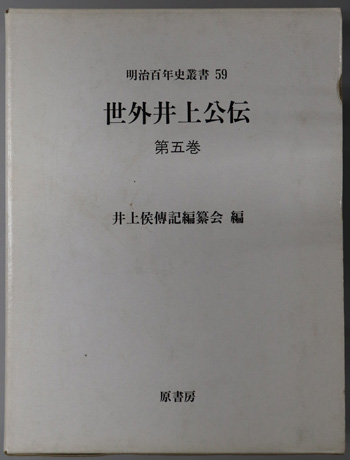 明治百年史叢書 59
世外井上公伝
第五巻
井上侯傳記編纂会 編
原書房